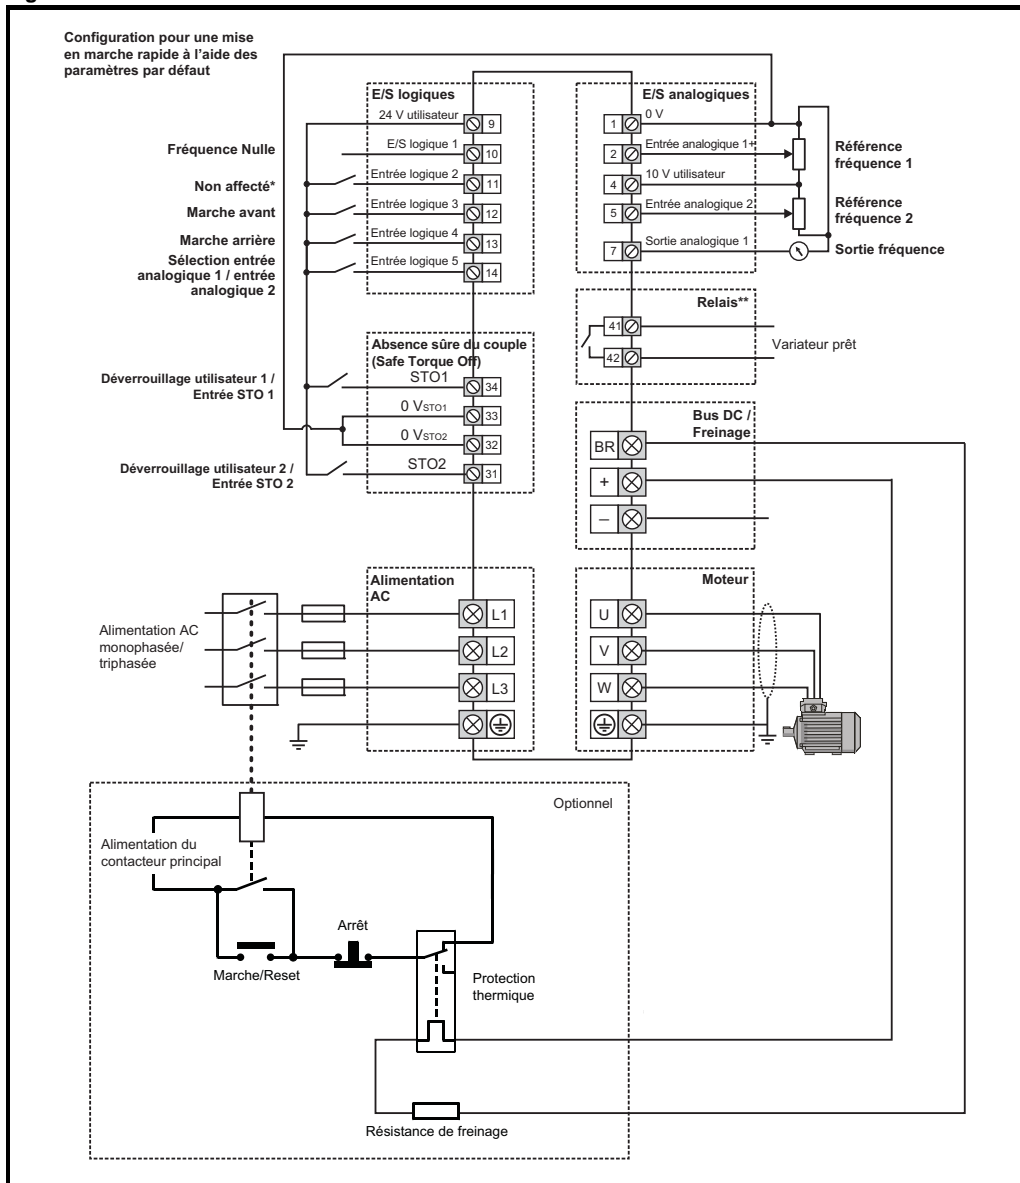 Configuration pour une mise
en marche rapide à l'aide des
paramètres par défaut
E/S logiques
24 V utilisateur
9
Fréquence Nulle
E/S logique 1
10
Non affecté*
Entrée logique 2
11
Marche avant
Entrée logique 3
12
Marche arrière
Entrée logique 4
13
Sélection entrée
analogique 1 / entrée
analogique 2
Entrée logique 5
14
E/S analogiques
1
0 V
2
Entrée analogique 1+
Référence
fréquence 1
4
10 V utilisateur
5
Entrée analogique 2
Référence
fréquence 2
7
Sortie analogique 1
Sortie fréquence
Relais**
41
42
Variateur prêt
Absence sûre du couple
(Safe Torque Off)
Déverrouillage utilisateur 1 /
Entrée STO 1
STO1
34
0 VSTO1
33
0 VSTO2
32
Déverrouillage utilisateur 2 /
Entrée STO 2
STO2
31
Bus DC /
Freinage
BR
+
–
Alimentation
AC
Alimentation AC
monophasée/
triphasée
L1
L2
L3
Moteur
U
V
W
Optionnel
Alimentation du
contacteur principal
Arrêt
Marche/Reset
Protection
thermique
Résistance de freinage